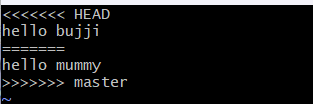 <<<<<<< HEAD
hello bujji
=======
hello mummy
>>>>>>> master
~